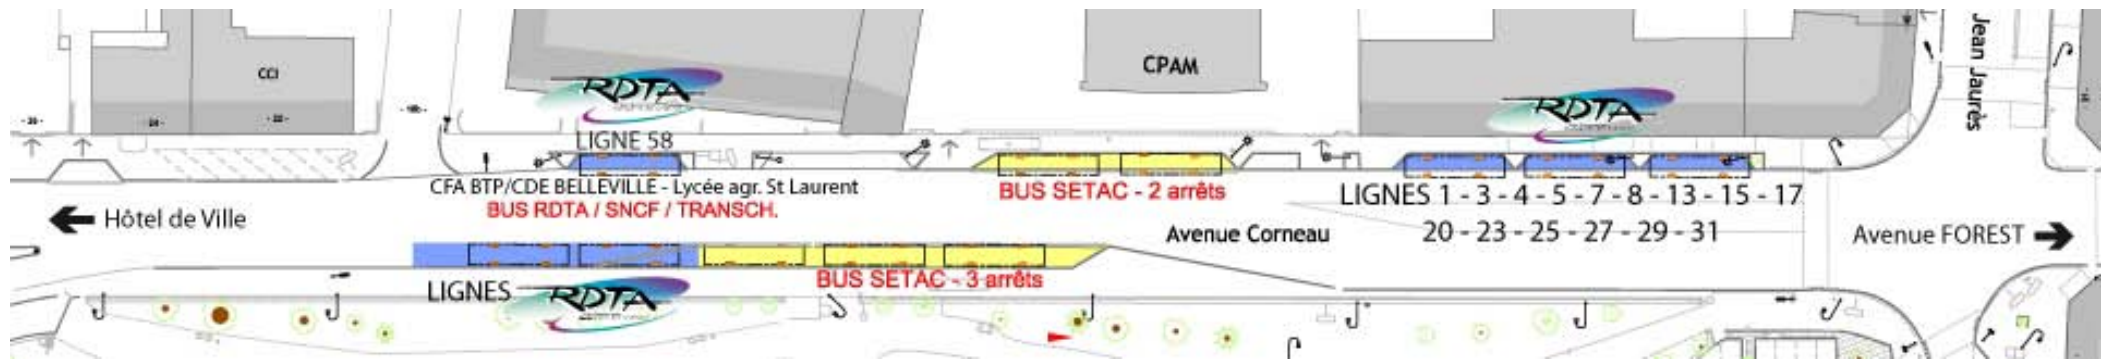 CCI
CPAM
Jean Jaurès
RDTA
RDTA
LIGNE 58
CFA BTP/CDE BELLEVILLE - Lycée agr. St Laurent
BUS RDTA / SNCF / TRANSCH.
BUS SETAC - 2 arrêts
LIGNES 1 - 3 - 4 - 5 - 7 - 8 - 13 - 15 - 17
20 - 23 - 25 - 27 - 29 - 31
Hôtel de Ville
Avenue Corneau
Avenue FOREST
BUS SETAC - 3 arrêts
LIGNES RDTA